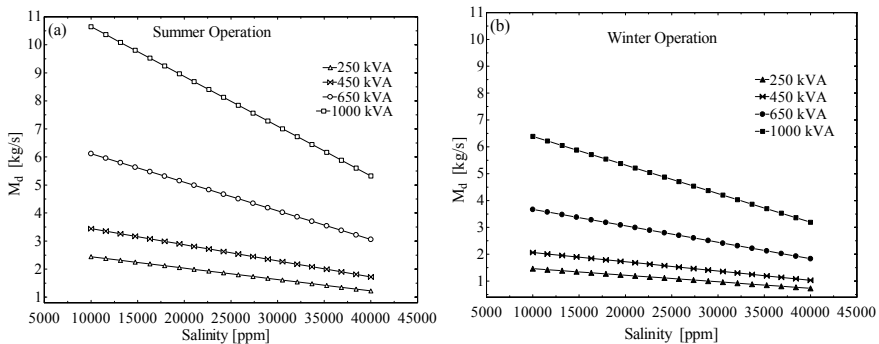 (a)
Summer Operation
250 kVA
450 kVA
650 kVA
1000 kVA
M_d [kg/s]
11
10
9
8
7
6
5
4
3
2
1
5000 10000 15000 20000 25000 30000 35000 40000 45000
Salinity [ppm]
(b)
Winter Operation
250 kVA
450 kVA
650 kVA
1000 kVA
M_d [kg/s]
11
10
9
8
7
6
5
4
3
2
1
5000 10000 15000 20000 25000 30000 35000 40000 45000
Salinity [ppm]